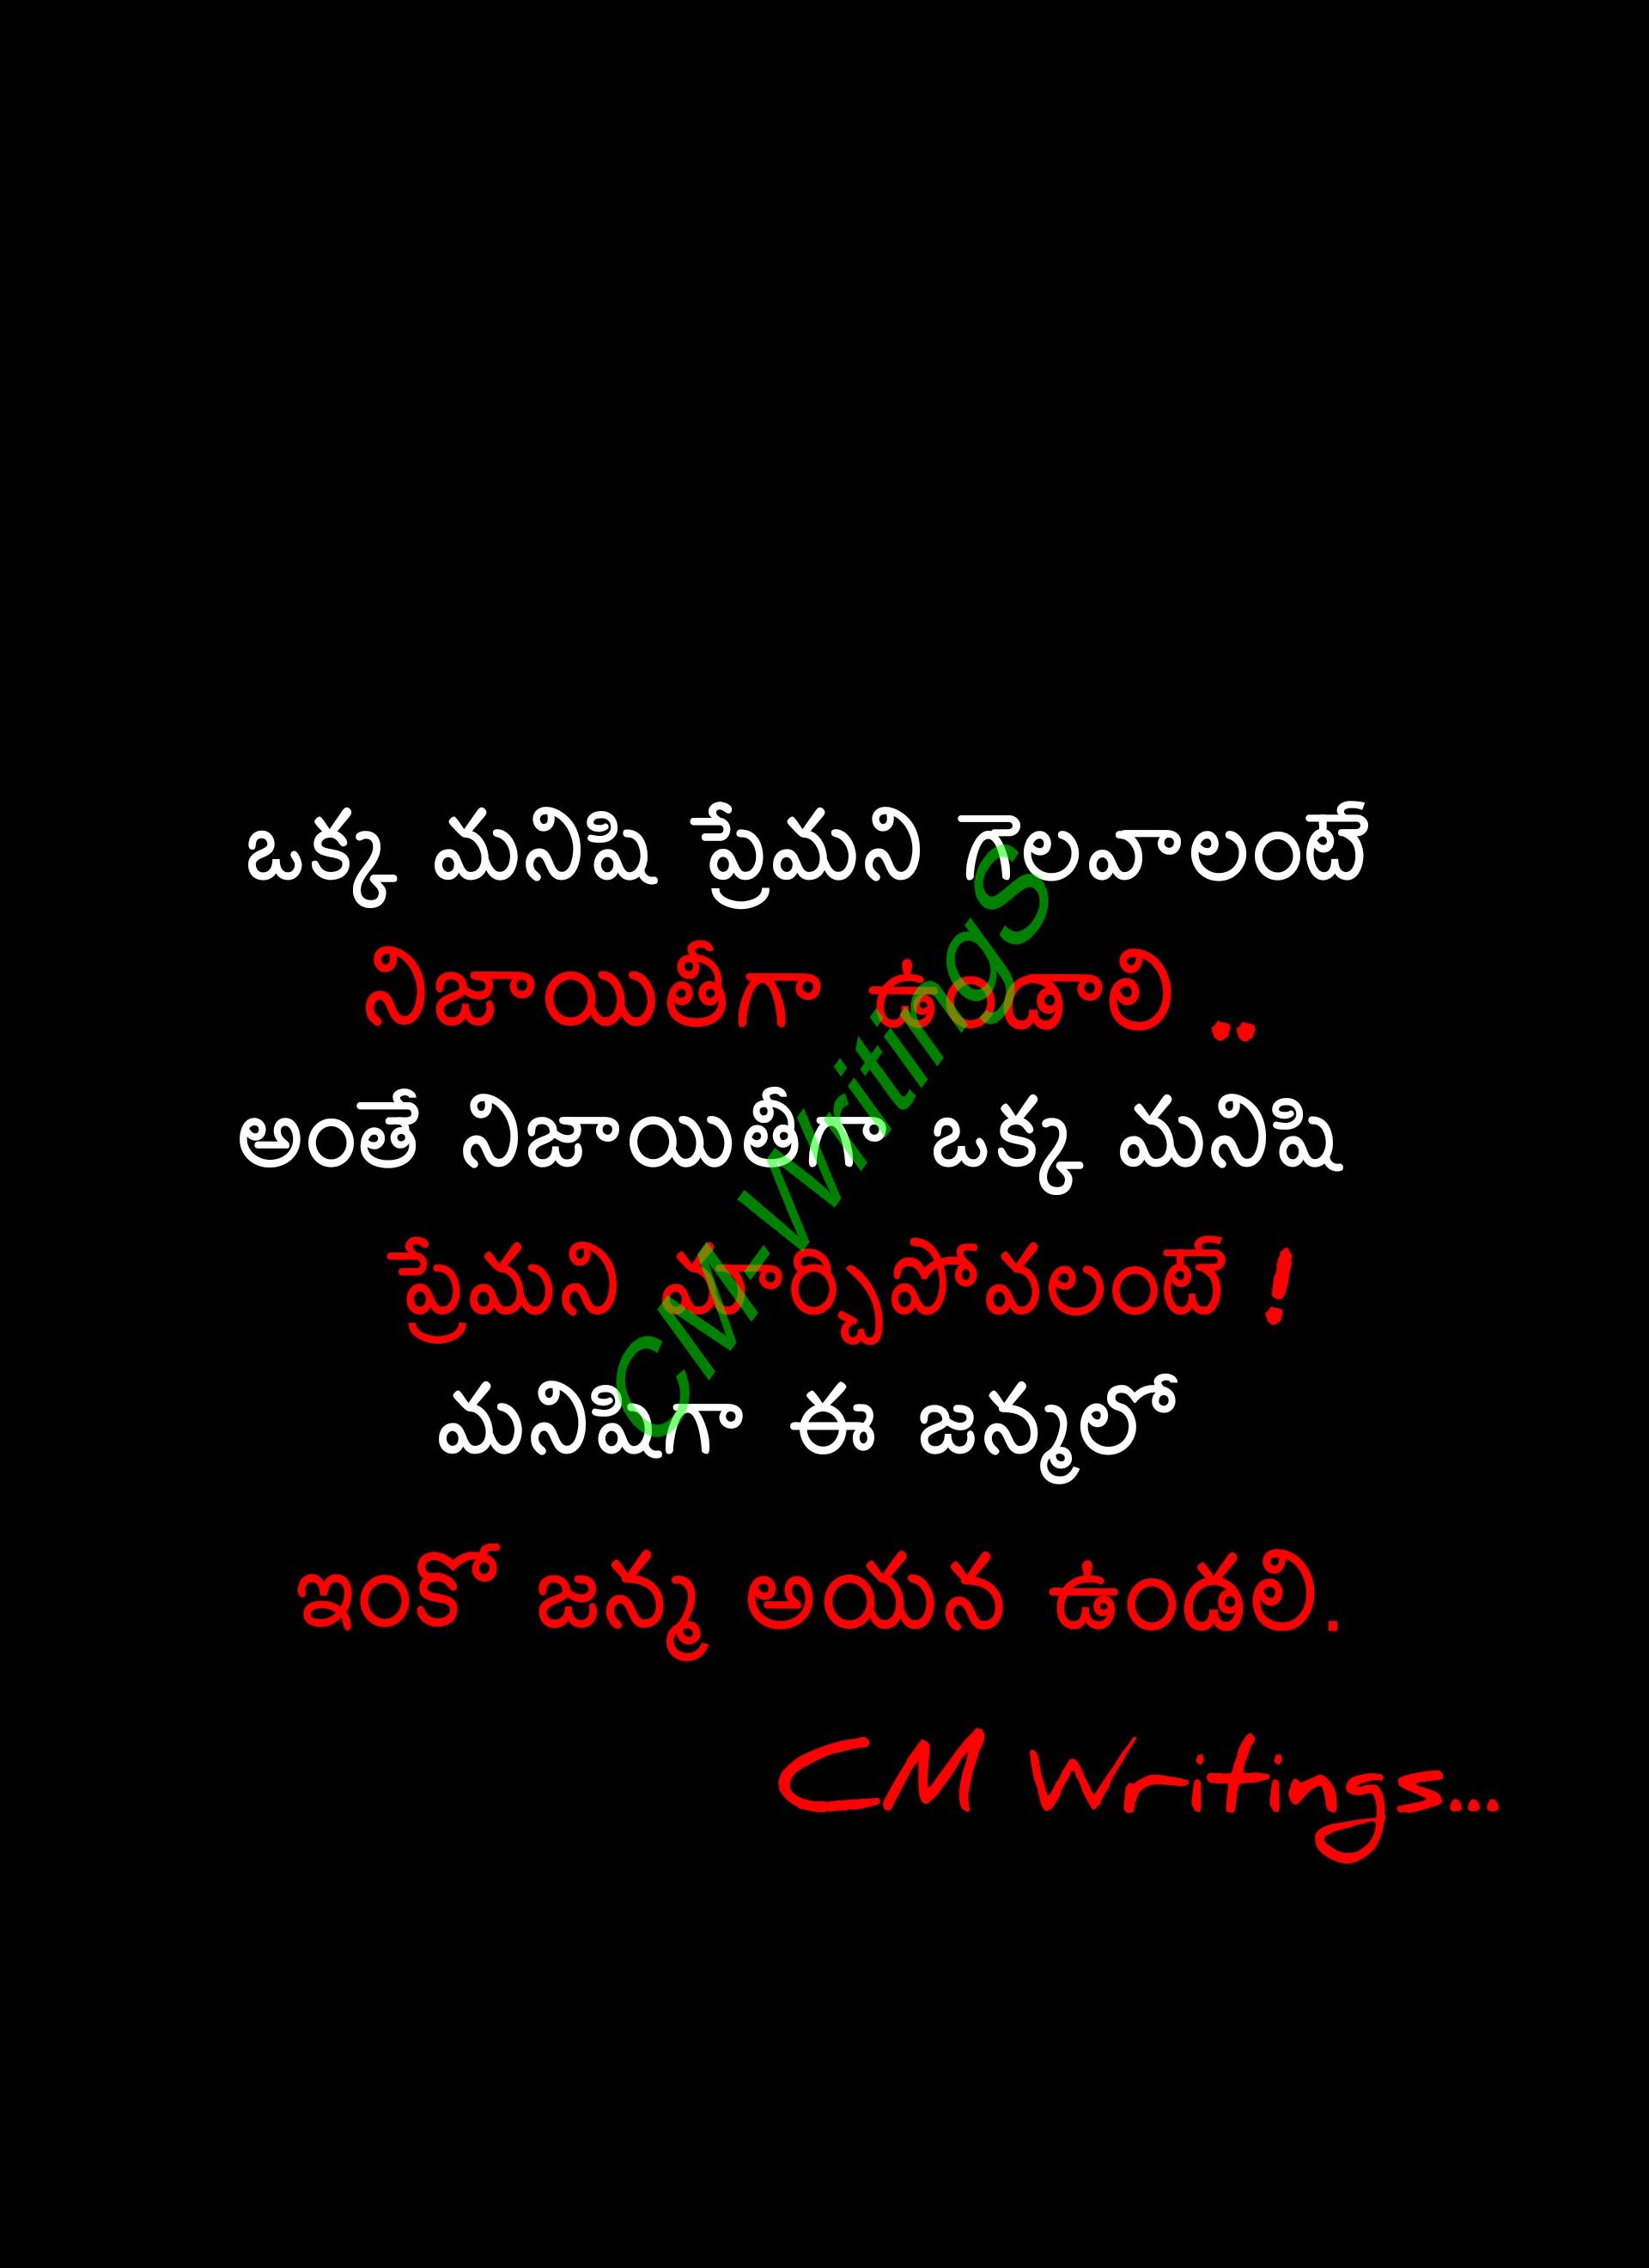 ఒక్క మనిషి ప్రేమని గెలవాలంటే
నిజాయితీగా ఉండాలి ..
అంతే నిజాయితీగా ఒక్క మనిషి
ప్రేమని మార్చిపోవలంటే !
మనిషిగా ఈ జన్మలో
ఇంకో జన్మ అయన ఉండలి.
CM Writings...
CM-WritingS